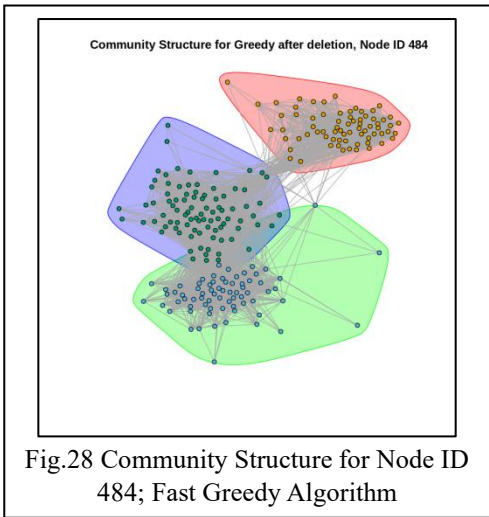 Community Structure for Greedy after deletion, Node ID 484
Fig.28 Community Structure for Node ID
484; Fast Greedy Algorithm